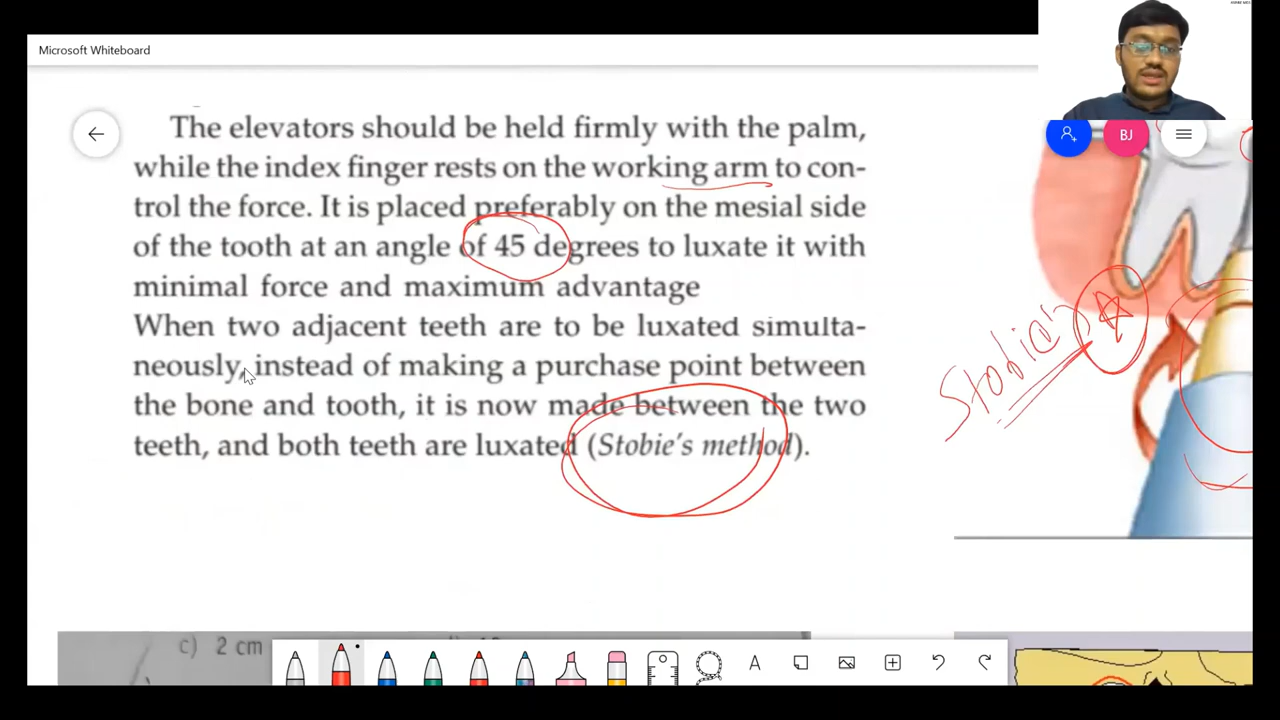 Microsoft Whiteboard
The elevators should be held firmly with the palm,
while the index finger rests on the working arm to con-
trol the force. It is placed preferably on the mesial side
of the tooth at an angle of 45 degrees to luxate it with
minimal force and maximum advantage
When two adjacent teeth are to be luxated simulta-
neously, instead of making a purchase point between
the bone and tooth, it is now made between the two
teeth, and both teeth are luxated (Stobie's method).
BJ
Stobie's
c) 2 cm
A